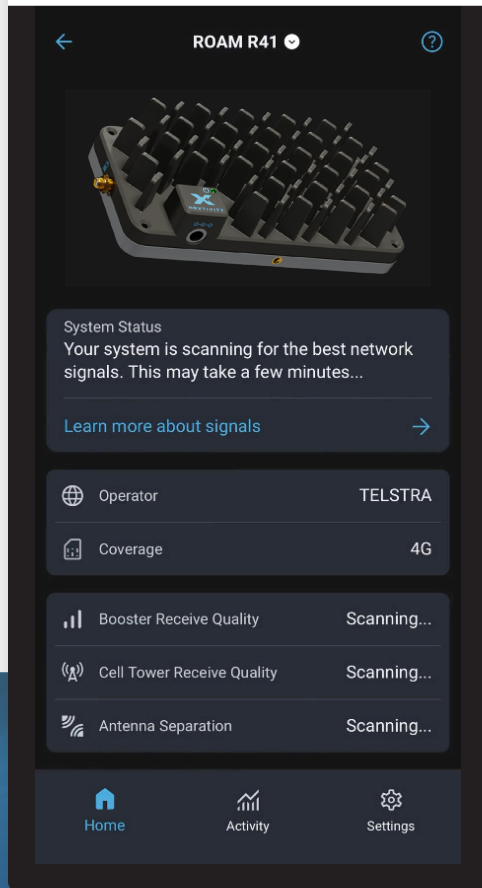 ROAM R41
NEXTIVITY
System Status
Your system is scanning for the best network
signals. This may take a few minutes...
Learn more about signals
Operator TELSTRA
Coverage 4G
Booster Receive Quality Scanning...
Cell Tower Receive Quality Scanning...
Antenna Separation Scanning...
Home Activity Settings